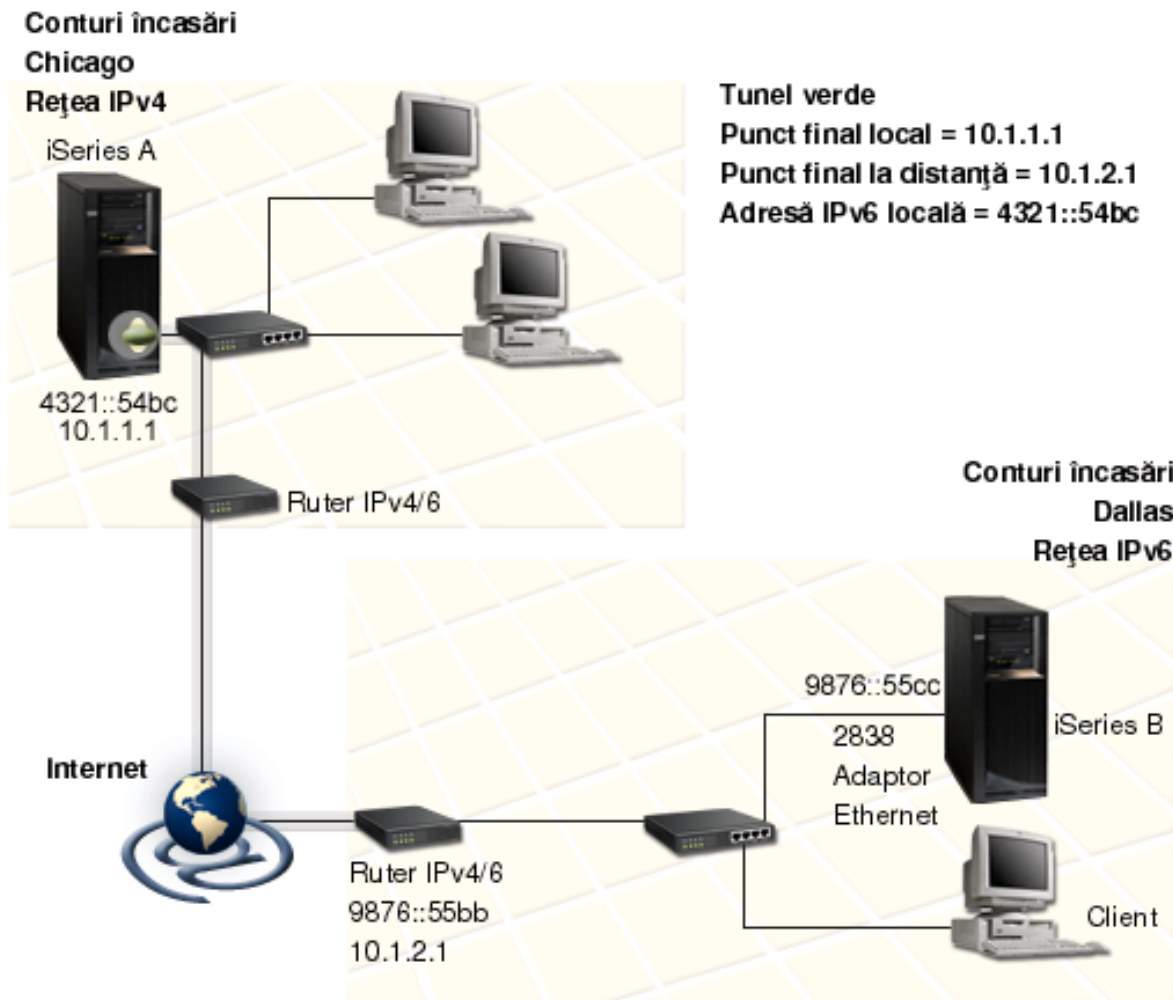 Conturi încasări
Chicago
Reţea IPv4
iSeries A
Tunel verde
Punct final local = 10.1.1.1
Punct final la distanţă = 10.1.2.1
Adresă IPv6 locală = 4321::54bc
4321::54bc
10.1.1.1
Ruter IPv4/6
Conturi încasări
Dallas
Reţea IPv6
9876::55cc
2838
Adaptor
Ethernet
iSeries B
Internet
Ruter IPv4/6
9876::55bb
10.1.2.1
Client